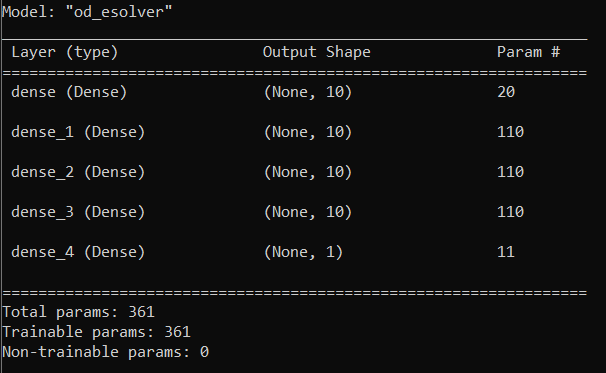 Model: "od_esolver"
_________________________________________________________________
Layer (type)                Output Shape              Param #
=================================================================
dense (Dense)               (None, 10)                20
dense_1 (Dense)             (None, 10)                110
dense_2 (Dense)             (None, 10)                110
dense_3 (Dense)             (None, 10)                110
dense_4 (Dense)             (None, 1)                 11
=================================================================
Total params: 361
Trainable params: 361
Non-trainable params: 0